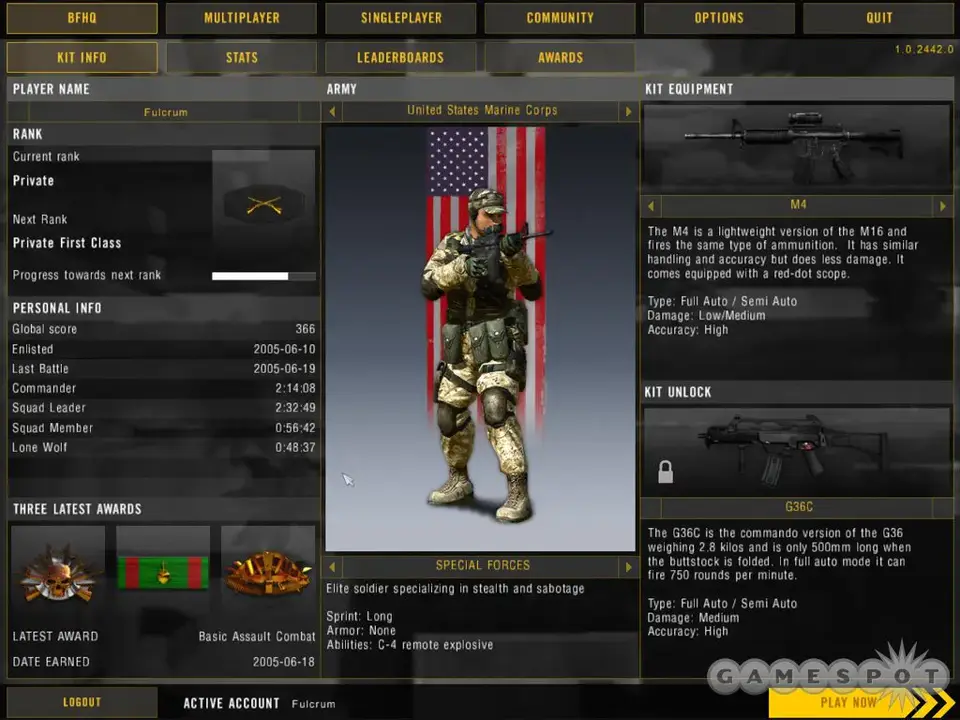 BFHQ
MULTIPLAYER
SINGLEPLAYER
COMMUNITY
OPTIONS
QUIT
KIT INFO
STATS
LEADERBOARDS
AWARDS
1.0.2442.0
PLAYER NAME
Fulcrum
RANK
Current rank
Private
Next Rank
Private First Class
Progress towards next rank
PERSONAL INFO
Global score 366
Enlisted 2005-06-10
Last Battle 2005-06-19
Commander 2:14:08
Squad Leader 2:32:49
Squad Member 0:56:42
Lone Wolf 0:48:37
THREE LATEST AWARDS
LATEST AWARD Basic Assault Combat
DATE EARNED 2005-06-18
ARMY
United States Marine Corps
SPECIAL FORCES
Elite soldier specializing in stealth and sabotage
Sprint: Long
Armor: None
Abilities: C-4 remote explosive
KIT EQUIPMENT
M4
The M4 is a lightweight version of the M16 and
fires the same type of ammunition. It has similar
handling and accuracy but does less damage. It
comes equipped with a red-dot scope.
Type: Full Auto / Semi Auto
Damage: Low/Medium
Accuracy: High
KIT UNLOCK
G36C
The G36C is the commando version of the G36
weighing 2.8 kilos and is only 500mm long when
the buttstock is folded. In full auto mode it can
fire 750 rounds per minute.
Type: Full Auto / Semi Auto
Damage: Medium
Accuracy: High
GAMESPOT
LOGOUT
ACTIVE ACCOUNT Fulcrum
PLAY NOW